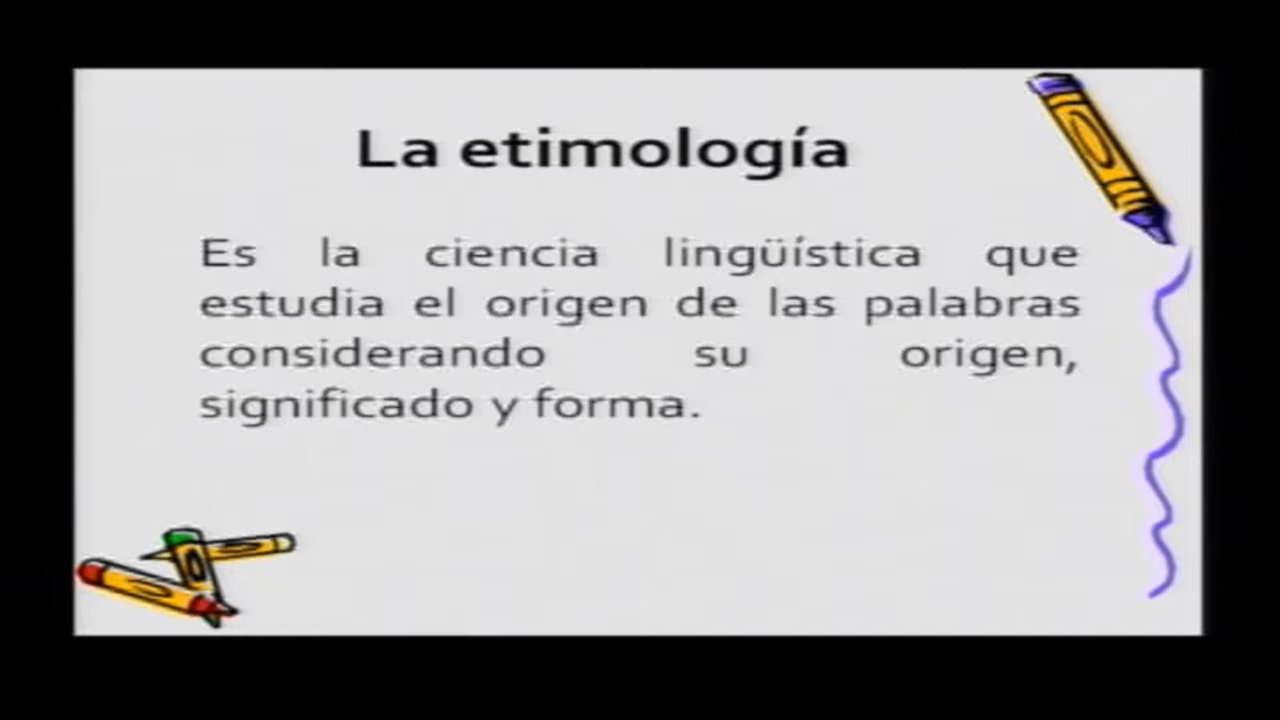 La etimología
Es la ciencia lingüística que
estudia el origen de las palabras
considerando su origen,
significado y forma.